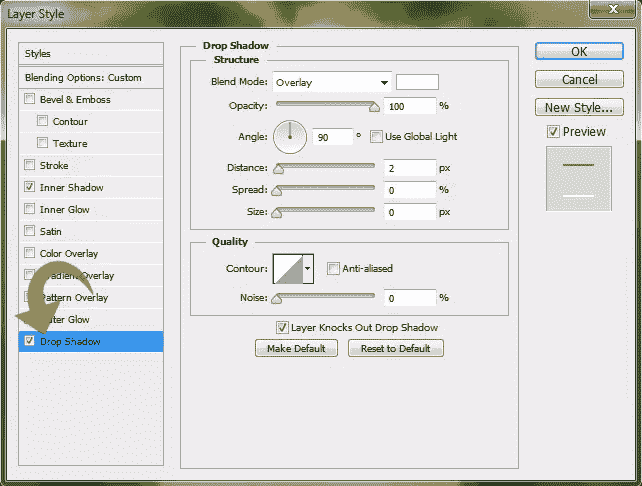 Layer Style
Styles
Blending Options: Custom
Bevel & Emboss
Contour
Texture
Stroke
Inner Shadow
Inner Glow
Satin
Color Overlay
Overlay
Pattern Overlay
Glow
Drop Shadow
Drop Shadow
Structure
Blend Mode: Overlay
Opacity: 100 %
Angle: 90 ° Use Global Light
Distance: 2 px
Spread: 0 %
Size: 0 px
Quality
Contour: Anti-aliased
Noise: 0 %
Layer Knocks Out Drop Shadow
Make Default Reset to Default
OK
Cancel
New Style...
Preview